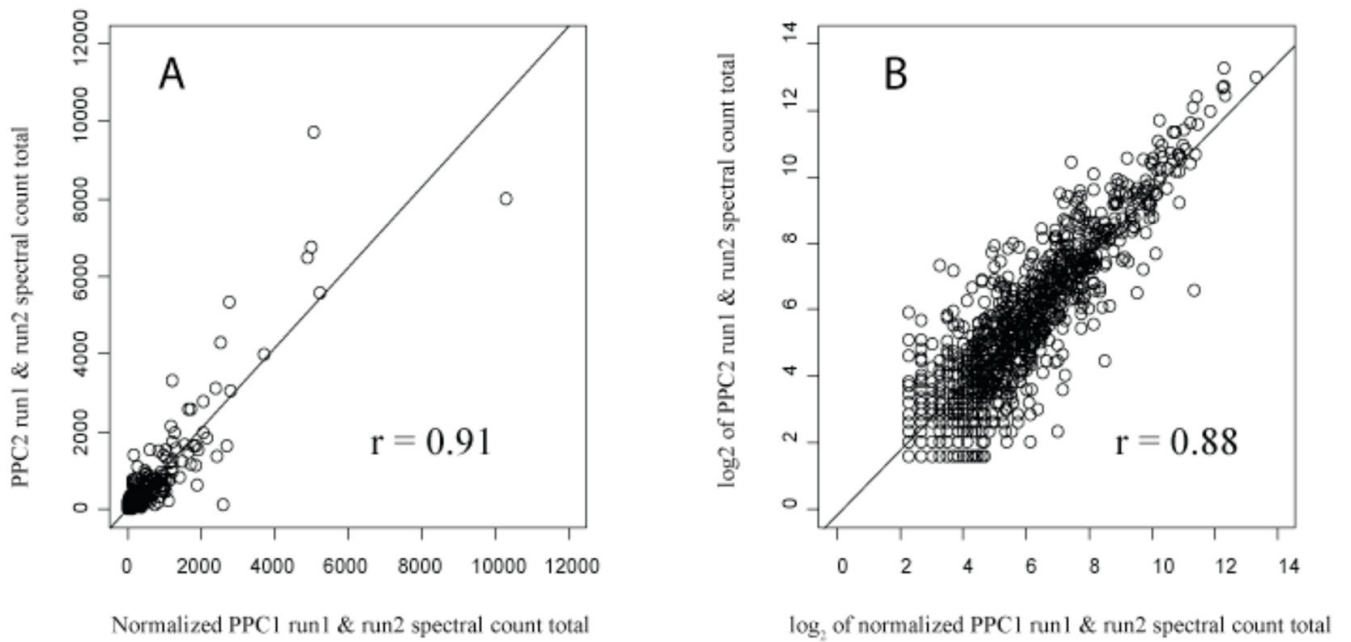 A
PPC2 run1 & run2 spectral count total
12000
10000
8000
6000
4000
2000
0
r = 0.91
0 2000 4000 6000 8000 10000 12000
Normalized PPC1 run1 & run2 spectral count total
B
log2 of PPC2 run1 & run2 spectral count total
14
12
10
8
6
4
2
0
r = 0.88
0 2 4 6 8 10 12 14
log₂ of normalized PPC1 run1 & run2 spectral count total